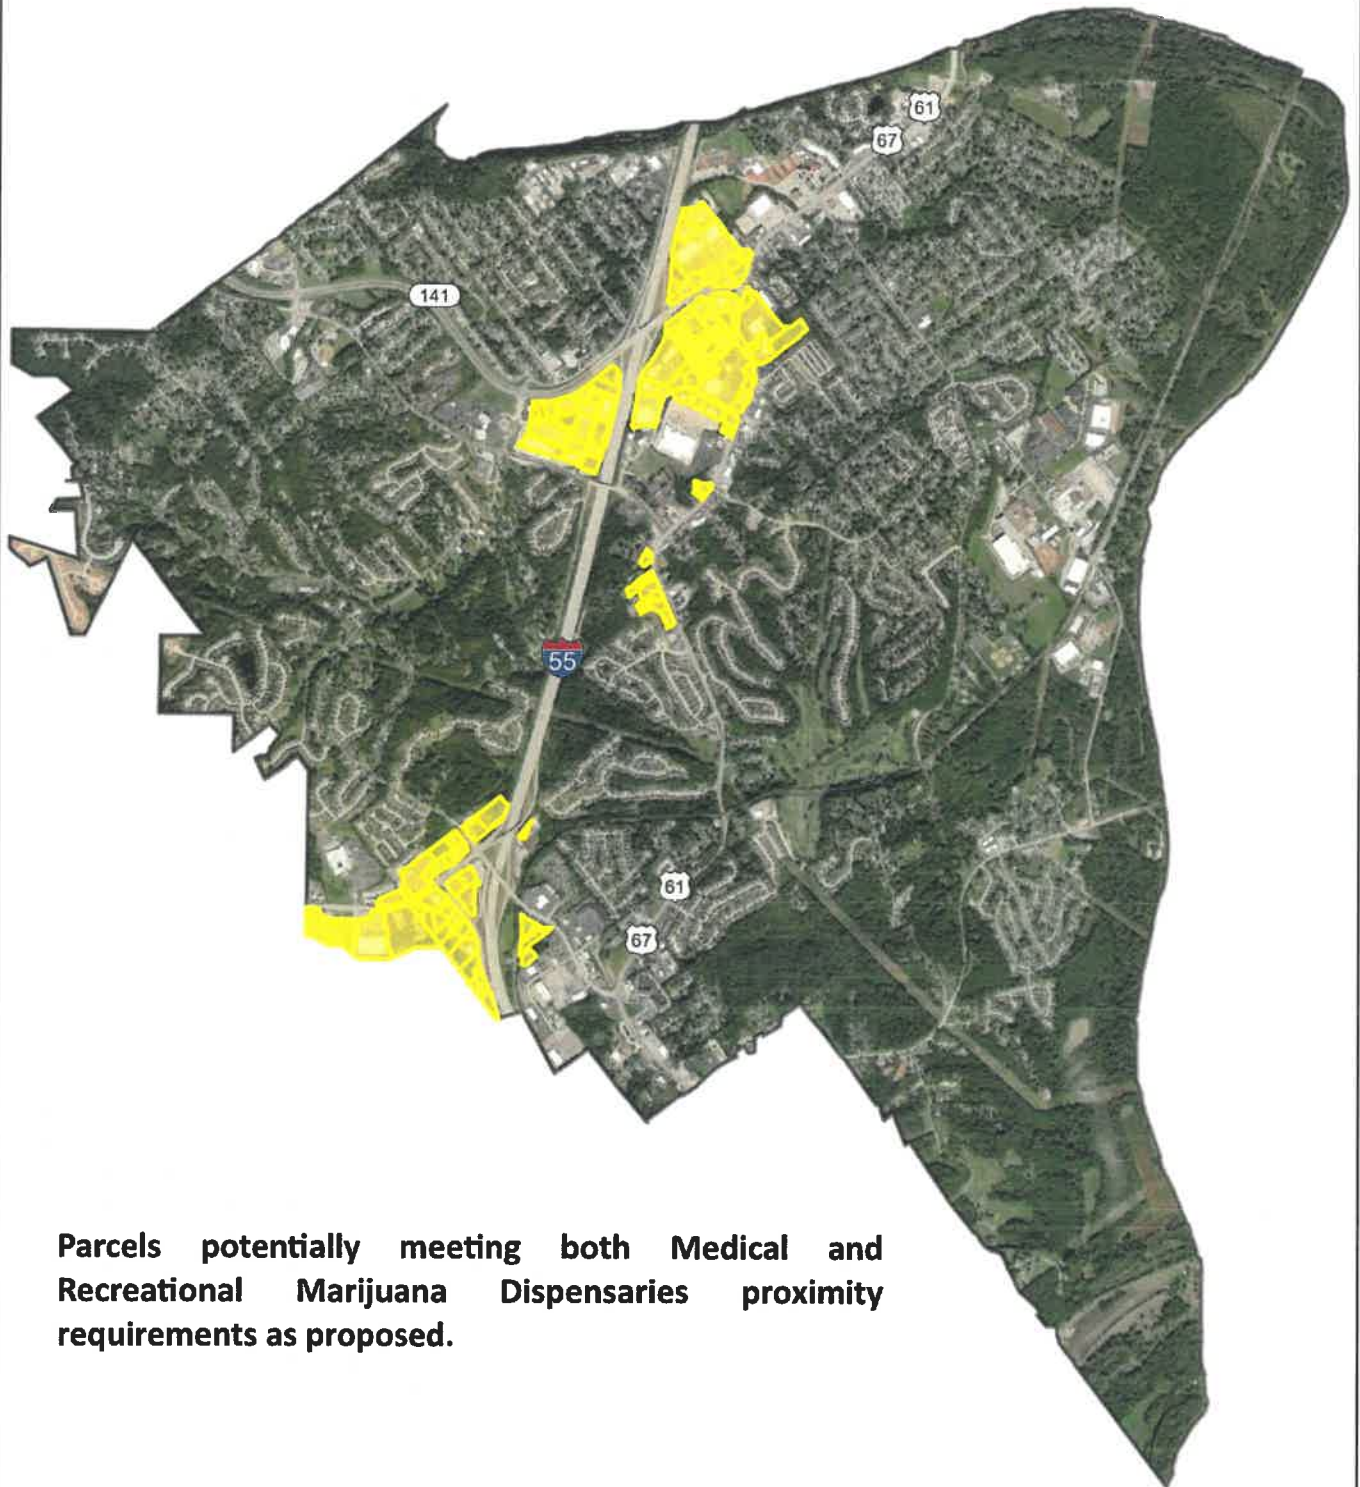 61
67
141
55
61
67
Parcels potentially meeting both Medical and
Recreational Marijuana Dispensaries proximity
requirements as proposed.